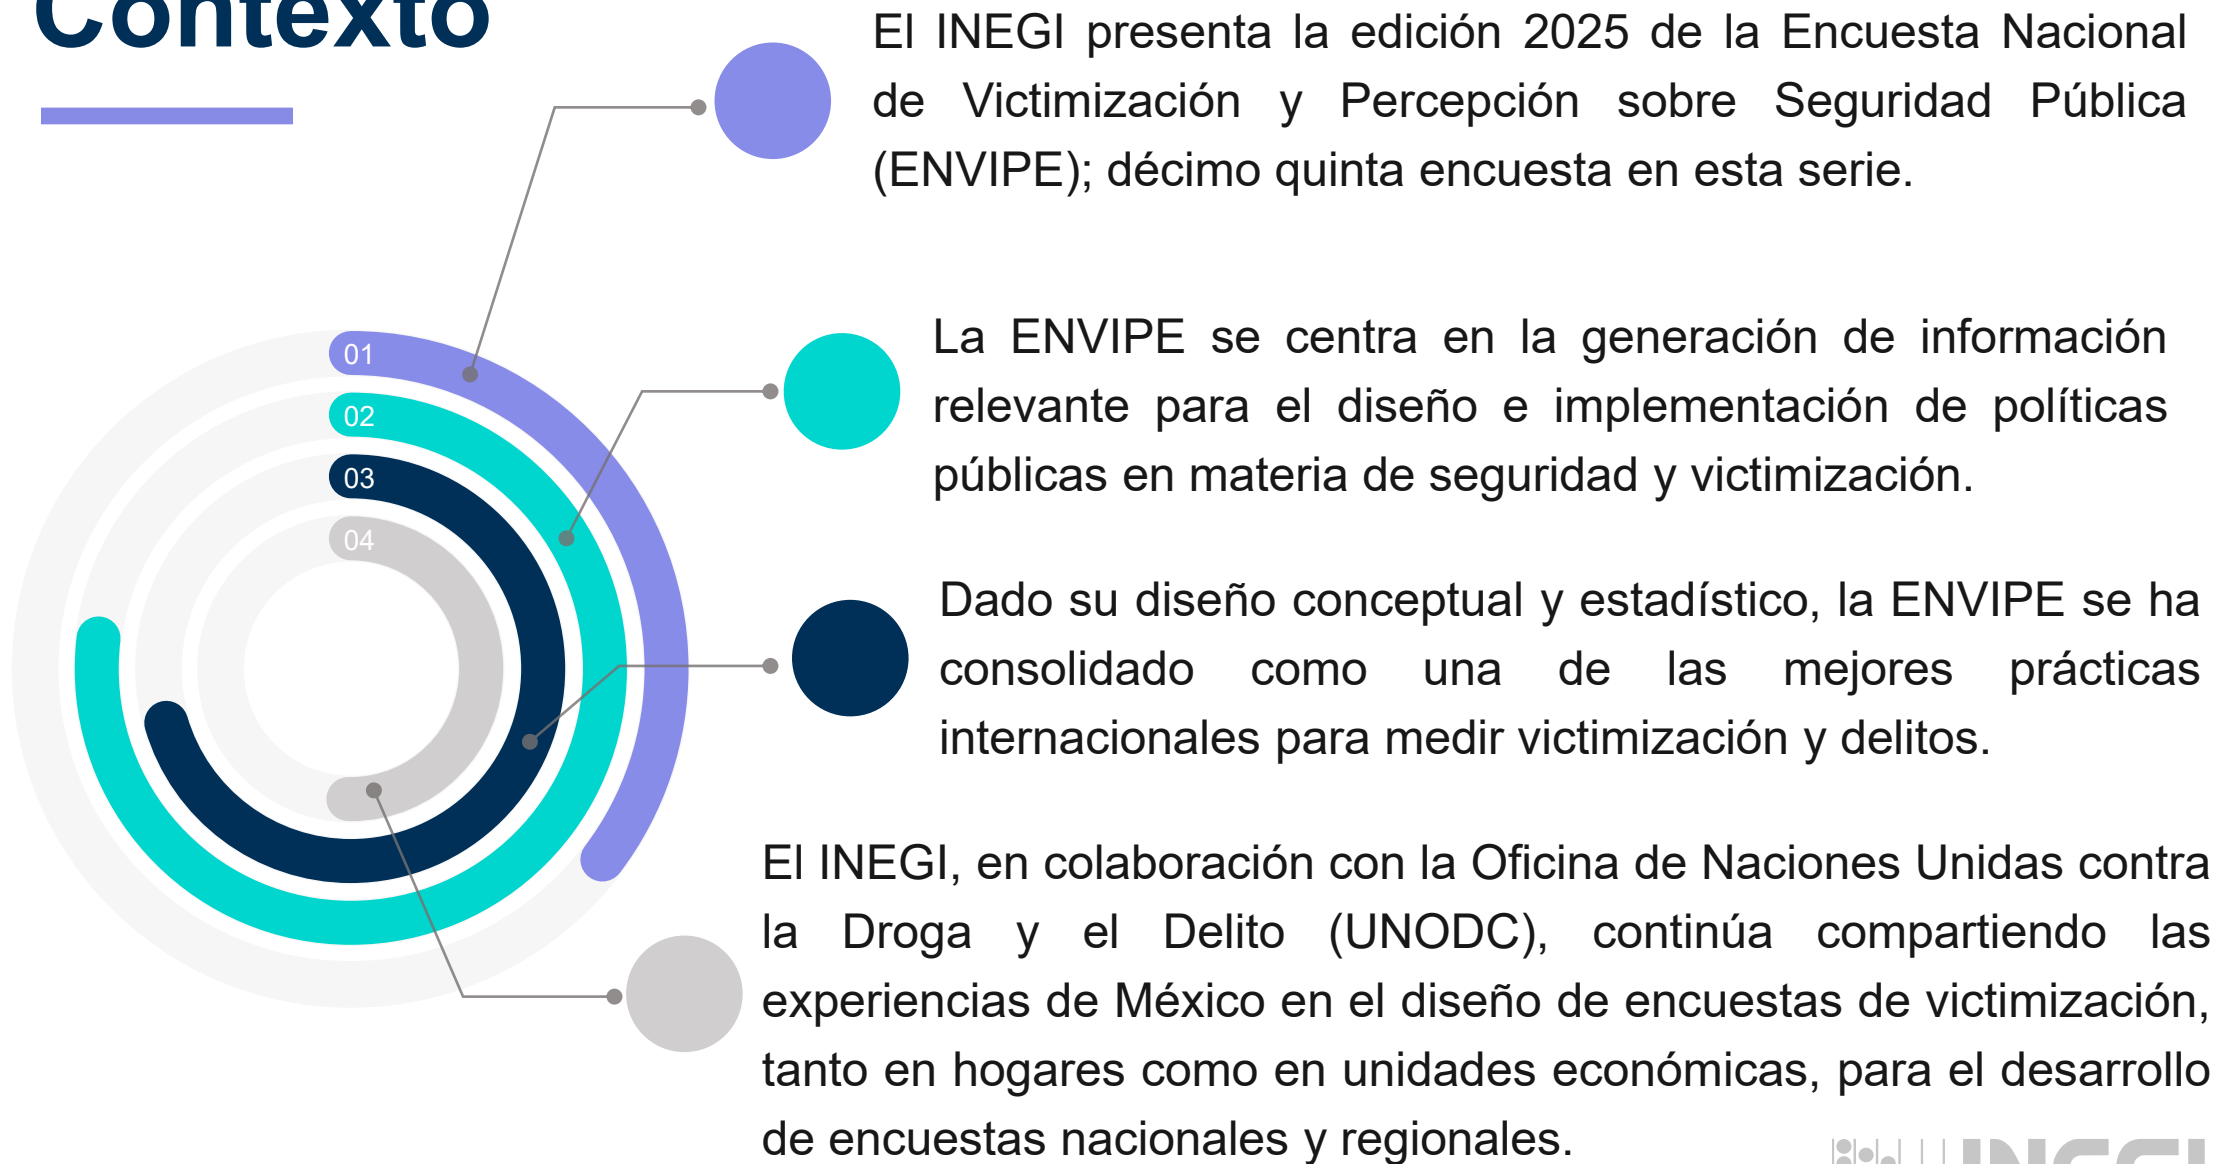 Contexto
El INEGI presenta la edición 2025 de la Encuesta Nacional
de Victimización y Percepción sobre Seguridad Pública
(ENVIPE); décimo quinta encuesta en esta serie.
01
02
03
04
La ENVIPE se centra en la generación de información
relevante para el diseño e implementación de políticas
públicas en materia de seguridad y victimización.
Dado su diseño conceptual y estadístico, la ENVIPE se ha
consolidado como una de las mejores prácticas
internacionales para medir victimización y delitos.
El INEGI, en colaboración con la Oficina de Naciones Unidas contra
la Droga y el Delito (UNODC), continúa compartiendo las
experiencias de México en el diseño de encuestas de victimización,
tanto en hogares como en unidades económicas, para el desarrollo
de encuestas nacionales y regionales.
INEGI